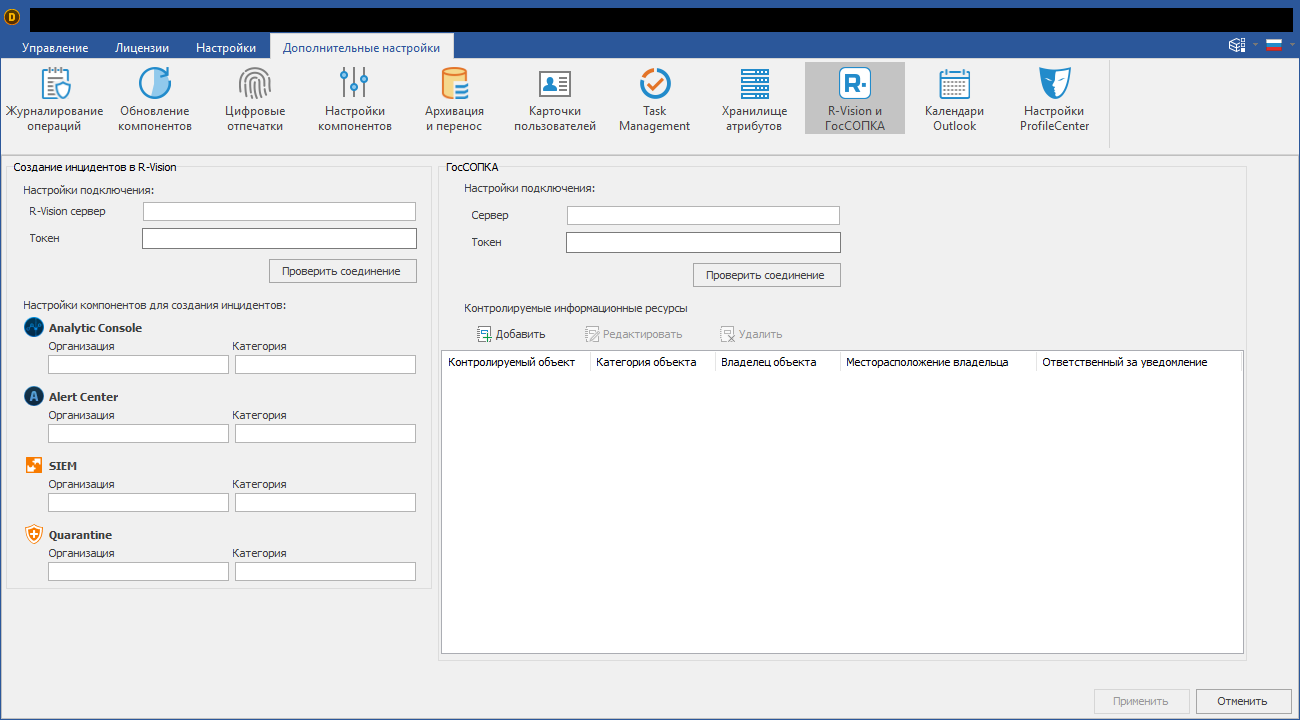 D
Управление Лицензии Настройки Дополнительные настройки
Журналирование операций
Обновление компонентов
Цифровые отпечатки
Настройки компонентов
Архивация и перенос
Карточки пользователей
Task Management
Хранилище атрибутов
R.
R-Vision и ГосСОПКА
Календари Outlook
Настройки ProfileCenter
Создание инцидентов в R-Vision
Настройки подключения:
R-Vision сервер
Токен
Проверить соединение
Настройки компонентов для создания инцидентов:
Analytic Console
Организация Категория
A Alert Center
Организация Категория
SIEM
Организация Категория
Quarantine
Организация Категория
ГосСОПКА
Настройки подключения:
Сервер
Токен
Проверить соединение
Контролируемые информационные ресурсы
Добавить Редактировать Удалить
Контролируемый объект Категория объекта Владелец объекта Месторасположение владельца Ответственный за уведомление
Применить Отменить